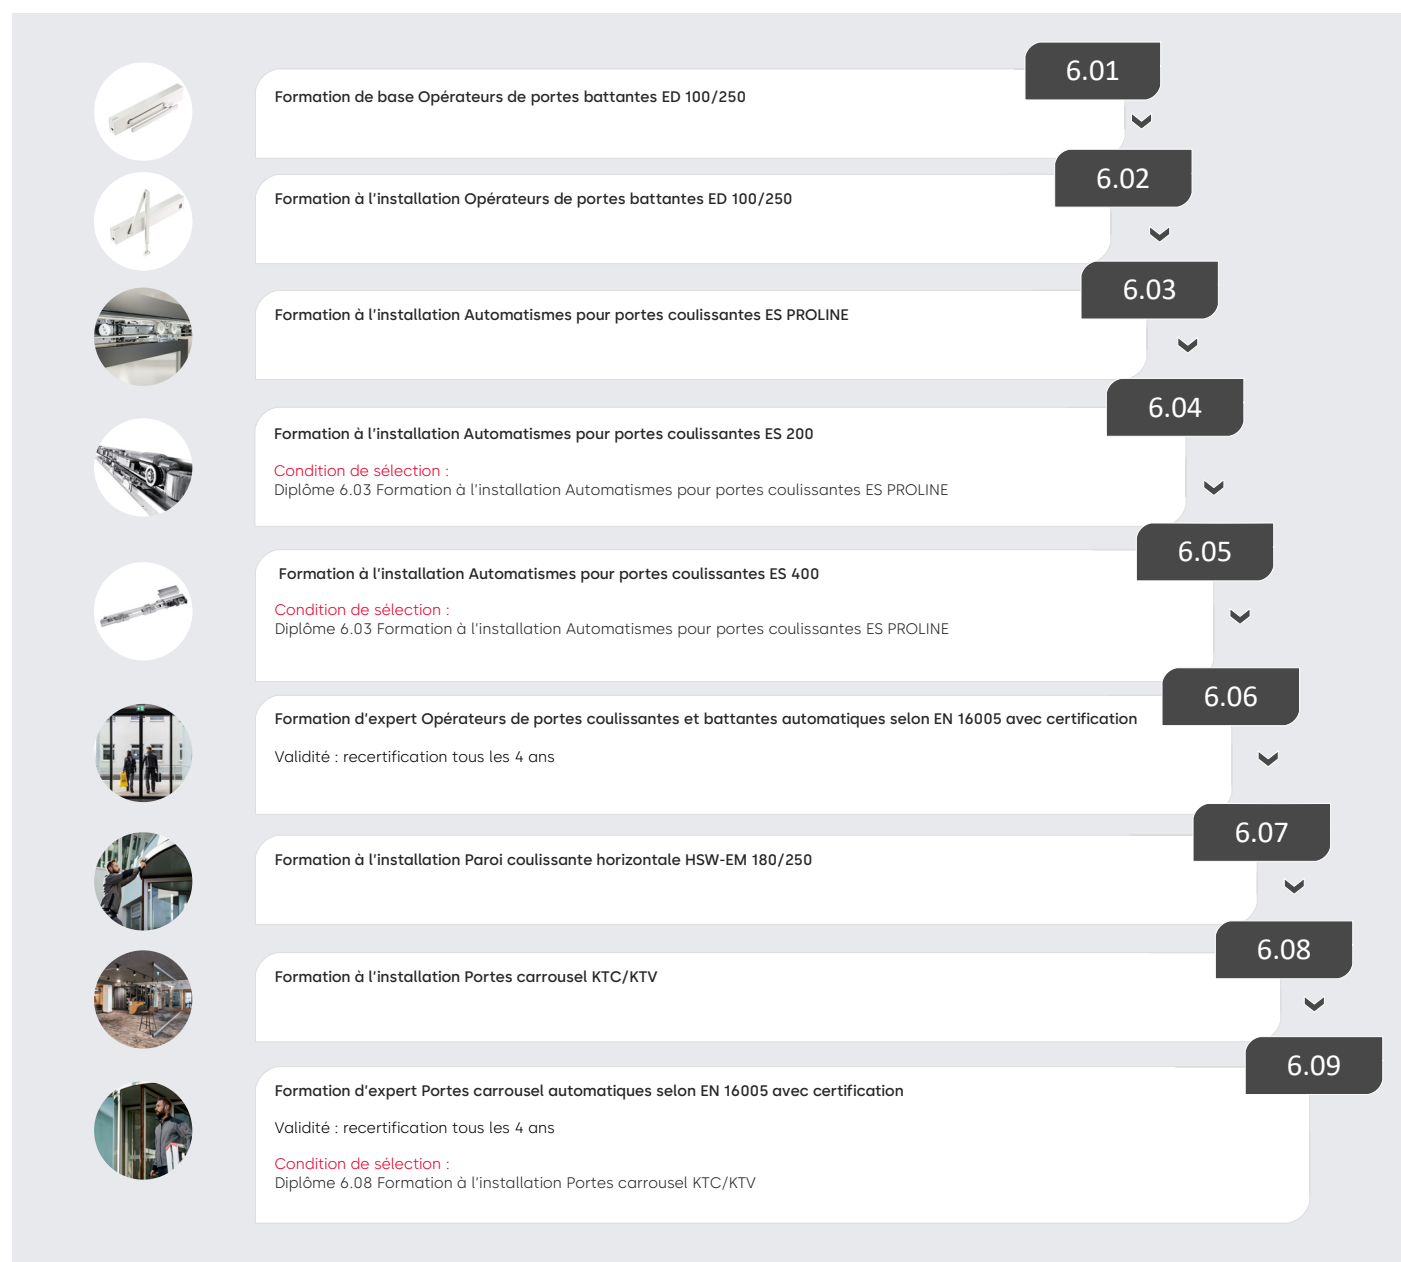 6.01
Formation de base Opérateurs de portes battantes ED 100/250
6.02
Formation à l'installation Opérateurs de portes battantes ED 100/250
6.03
Formation à l'installation Automatismes pour portes coulissantes ES PROLINE
6.04
Formation à l'installation Automatismes pour portes coulissantes ES 200
Condition de sélection :
Diplôme 6.03 Formation à l'installation Automatismes pour portes coulissantes ES PROLINE
6.05
Formation à l'installation Automatismes pour portes coulissantes ES 400
Condition de sélection :
Diplôme 6.03 Formation à l'installation Automatismes pour portes coulissantes ES PROLINE
6.06
Formation d'expert Opérateurs de portes coulissantes et battantes automatiques selon EN 16005 avec certification
Validité : recertification tous les 4 ans
6.07
Formation à l'installation Paroi coulissante horizontale HSW-EM 180/250
6.08
Formation à l'installation Portes carrousel KTC/KTV
6.09
Formation d'expert Portes carrousel automatiques selon EN 16005 avec certification
Validité : recertification tous les 4 ans
Condition de sélection :
Diplôme 6.08 Formation à l'installation Portes carrousel KTC/KTV